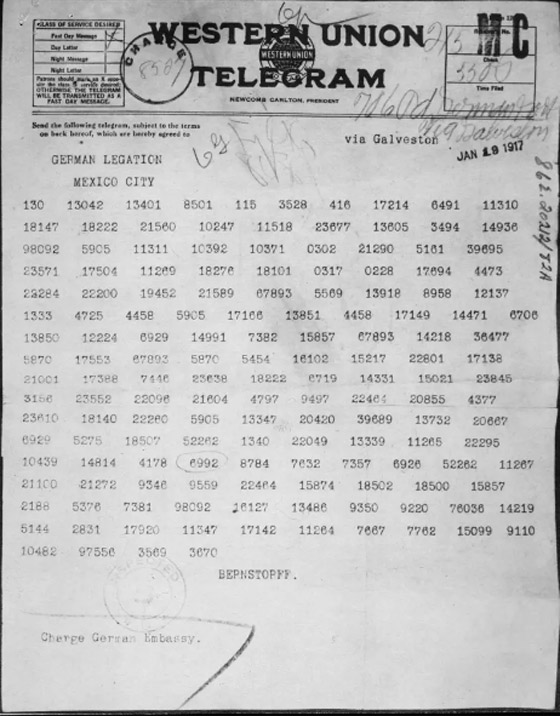 CLASS OF SERVICE DESIRED
Fast Day Message
Day Letter
Night Message
Night Letter
OTHERWISE THE TELEGRAM
WILL BE TRANSMITTED AS A
FAST DAY MESSAGE.
CHARGE
WESTERN UNION
WESTERN UNION
TELEGRAM
NEWCOMB CARLTON, PRESIDENT
Time Filed
Send the following telegram, subject to the terms
on back hereof, which are hereby agreed to
via Galveston
JAN 19 1917
GERMAN LEGATION
MEXICO CITY
130 13042 13401 8501 115 3528 416 17214 6491 11310
18147 18222 21560 10247 11518 23677 13605 3494 14936
98092 5905 11311 10392 10371 0302 21290 5161 39695
23571 17504 11269 18276 18101 0317 0228 17694 4473
22284 22200 19452 21589 67893 5569 13918 8958 12137
1333 4725 4458 5905 17166 13851 4458 17149 14471 6706
13850 12224 6929 14991 7382 15857 67893 14218 36477
5870 17553 67893 5870 5454 16102 15217 22801 17138
21001 17388 7446 23638 18222 6719 14331 15021 23845
3156 23552 22096 21604 4797 9497 22464 20855 4377
23610 18140 22260 5905 13347 20420 39689 13732 20667
6929 5275 18507 52262 1340 22049 13339 11265 22295
10439 14814 4178 6992 8784 7632 7357 6926 52262 11267
21100 21272 9346 9559 22464 15874 18502 18500 15857
2188 5376 7381 98092 16127 13486 9350 9220 76036 14219
5144 2831 17920 11347 17142 11264 7667 7762 15099 9110
10482 97556 3569 3670
BERNSTORFF.
Charge German Embassy.